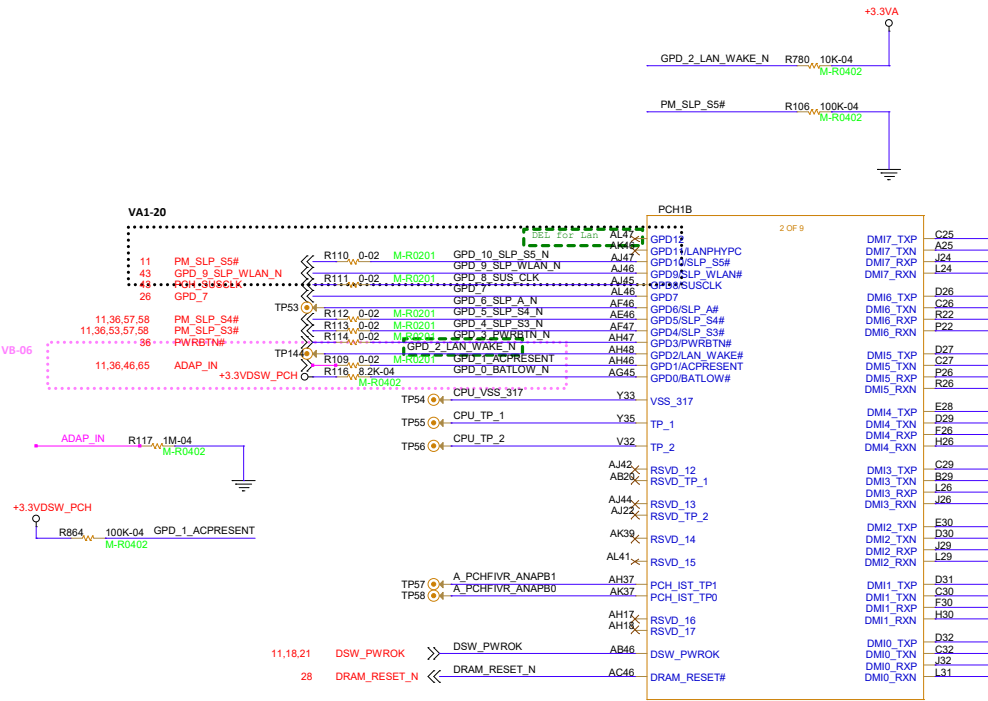 +3.3VA
GPD_2_LAN_WAKE_N R780 10K-04
M-R0402
PM_SLP_S5# R106 100K-04
M-R0402
VA1-20
PCH1B
2 OF 9
DEL for Lan AL47 GPD12 DMI7_TXP C25
AK46 GPD11/LANPHYPC DMI7_TXN A25
11 PM_SLP_S5# R110 0-02 M-R0201 GPD_10_SLP_S5_N AJ47 GPD10/SLP_S5# DMI7_RXP J24
43 GPD_9_SLP_WLAN_N GPD_9_SLP_WLAN_N AJ46 GPD9/SLP_WLAN# DMI7_RXN L24
43 PCH_SUSCLK R111 0-02 M-R0201 GPD_8_SUS_CLK AJ45 GPD8/SUSCLK
26 GPD_7 GPD_7 AL46 GPD7 DMI6_TXP D26
TP53 GPD_6_SLP_A_N AF46 GPD6/SLP_A# DMI6_TXN C26
11,36,57,58 PM_SLP_S4# R112 0-02 M-R0201 GPD_5_SLP_S4_N AE46 GPD5/SLP_S4# DMI6_RXP R22
11,36,53,57,58 PM_SLP_S3# R113 0-02 M-R0201 GPD_4_SLP_S3_N AF47 GPD4/SLP_S3# DMI6_RXN P22
36 PWRBTN# R114 0-02 M-R0201 GPD_3_PWRBTN_N AH47 GPD3/PWRBTN#
VB-06
TP144 GPD_2_LAN_WAKE_N AH48 GPD2/LAN_WAKE# DMI5_TXP D27
11,36,46,65 ADAP_IN R109 0-02 M-R0201 GPD_1_ACPRESENT AH46 GPD1/ACPRESENT DMI5_TXN C27
+3.3VDSW_PCH R116 8.2K-04 GPD_0_BATLOW_N AG45 GPD0/BATLOW# DMI5_RXP P26
M-R0402 DMI5_RXN R26
TP54 CPU_VSS_317 Y33 VSS_317
DMI4_TXP E28
TP55 CPU_TP_1 Y35 TP_1 DMI4_TXN D29
DMI4_RXP F26
TP56 CPU_TP_2 V32 TP_2 DMI4_RXN H26
ADAP_IN R117 1M-04
M-R0402
AJ42 RSVD_12 DMI3_TXP C29
AB20 RSVD_TP_1 DMI3_TXN B29
DMI3_RXP L26
AJ44 RSVD_13 DMI3_RXN J26
AJ22 RSVD_TP_2
+3.3VDSW_PCH
R864 100K-04 GPD_1_ACPRESENT
M-R0402
DMI2_TXP E30
AK39 RSVD_14 DMI2_TXN D30
DMI2_RXP J29
AL41 RSVD_15 DMI2_RXN L29
TP57 A_PCHFIVR_ANAPB1 AH37 PCH_IST_TP1 DMI1_TXP D31
TP58 A_PCHFIVR_ANAPB0 AK37 PCH_IST_TP0 DMI1_TXN C30
DMI1_RXP F30
AH17 RSVD_16 DMI1_RXN H30
AH18 RSVD_17
DMI0_TXP D32
11,18,21 DSW_PWROK DSW_PWROK AB46 DSW_PWROK DMI0_TXN C32
DMI0_RXP J32
28 DRAM_RESET_N DRAM_RESET_N AC46 DRAM_RESET# DMI0_RXN L31